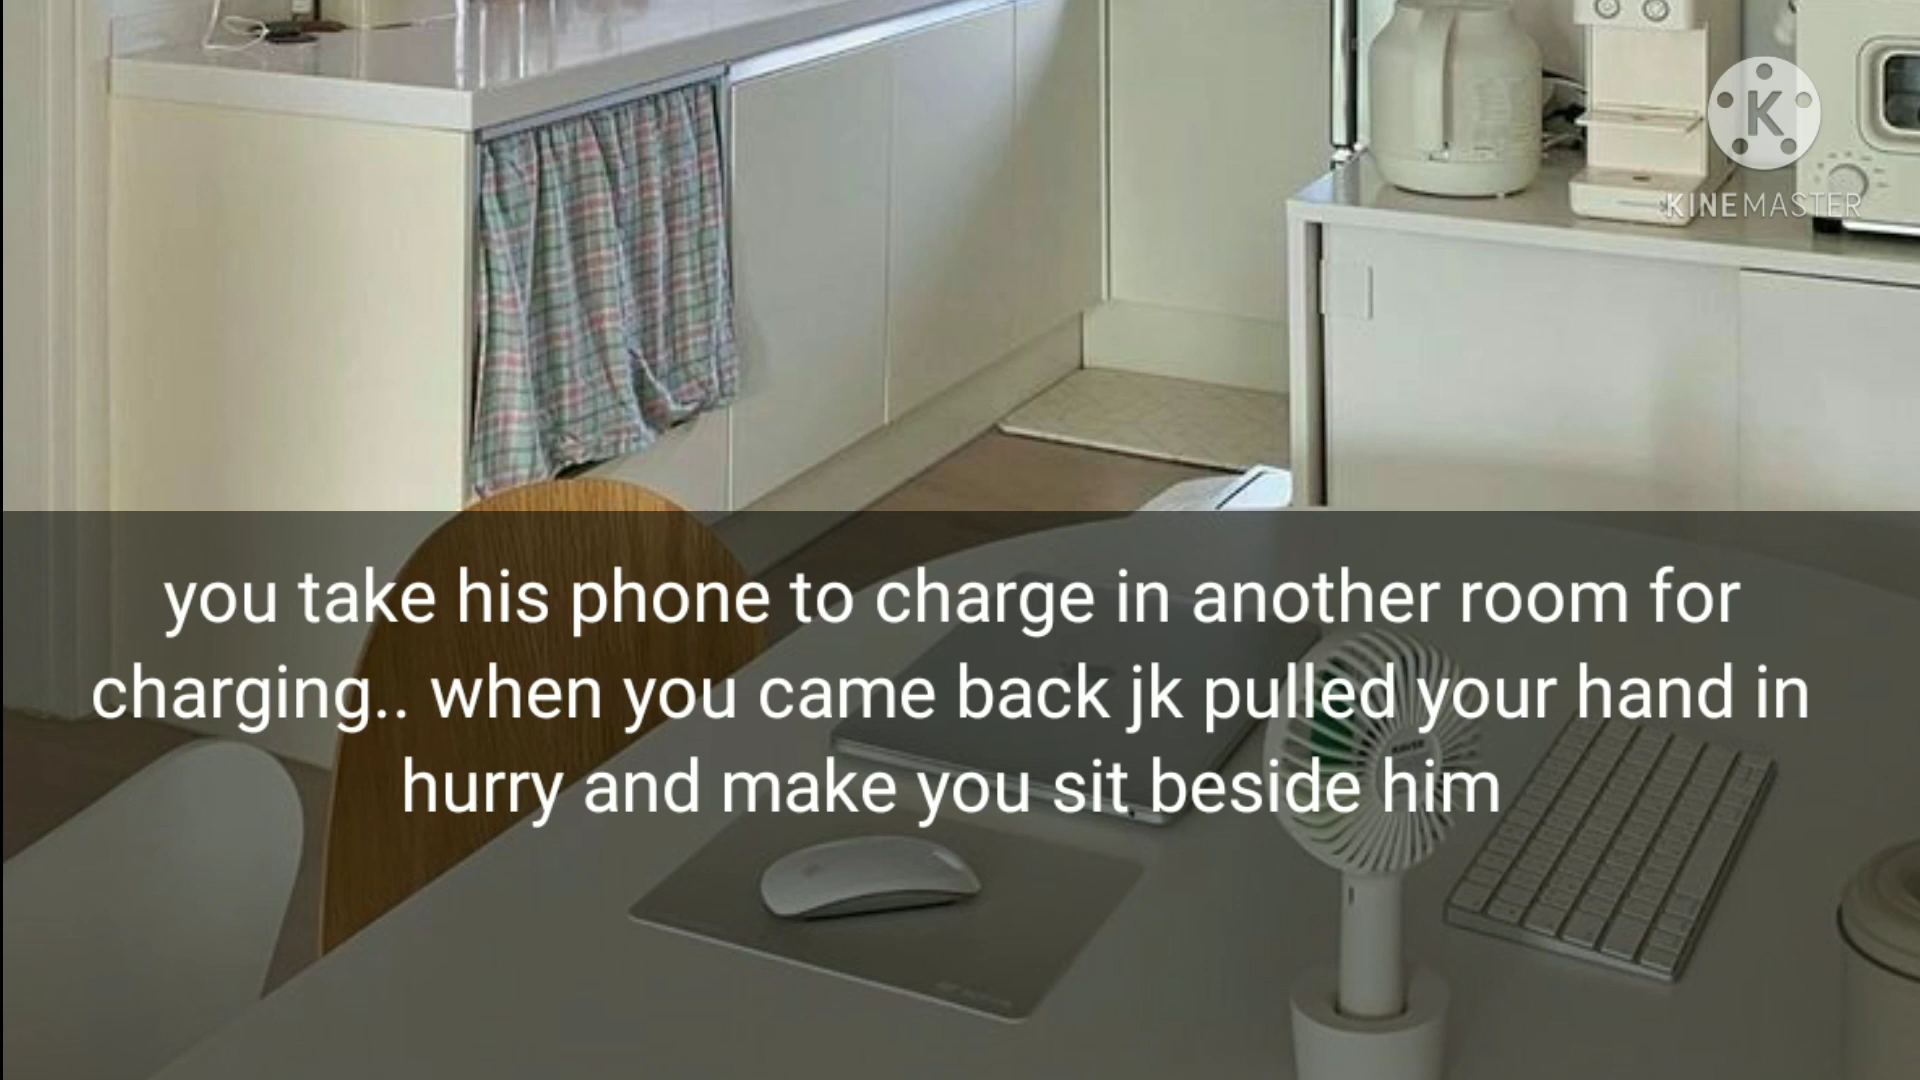 K
KINEMASTER
you take his phone to charge in another room for
charging.. when you came back jk pulled your hand in
hurry and make you sit beside him